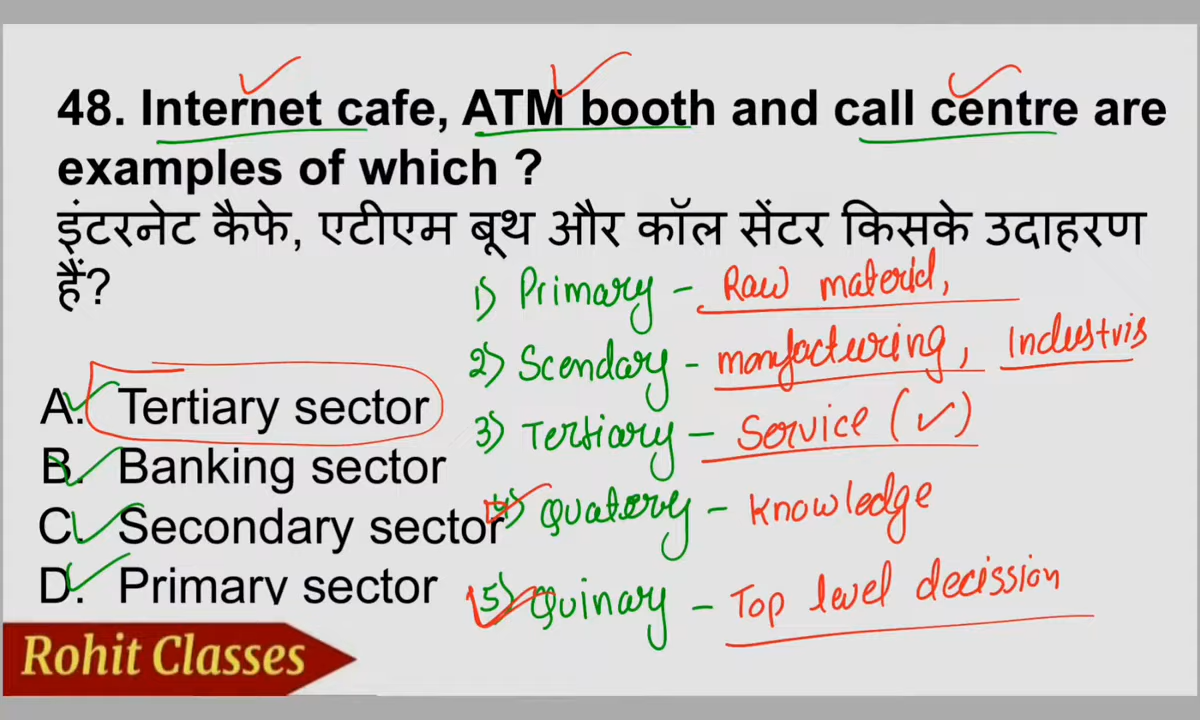 48. Internet cafe, ATM booth and call centre are
examples of which ?
इंटरनेट कैफे, एटीएम बूथ और कॉल सेंटर किसके उदाहरण
हैं?
1) Primary - Raw material,
2) Scendary - manfacturing, Industris
A. Tertiary sector
3) Tertiary - Service (✓)
B. Banking sector
4) Quatery - Knowledge
C. Secondary sector
5) Quinary - Top level decission
D. Primary sector
Rohit Classes